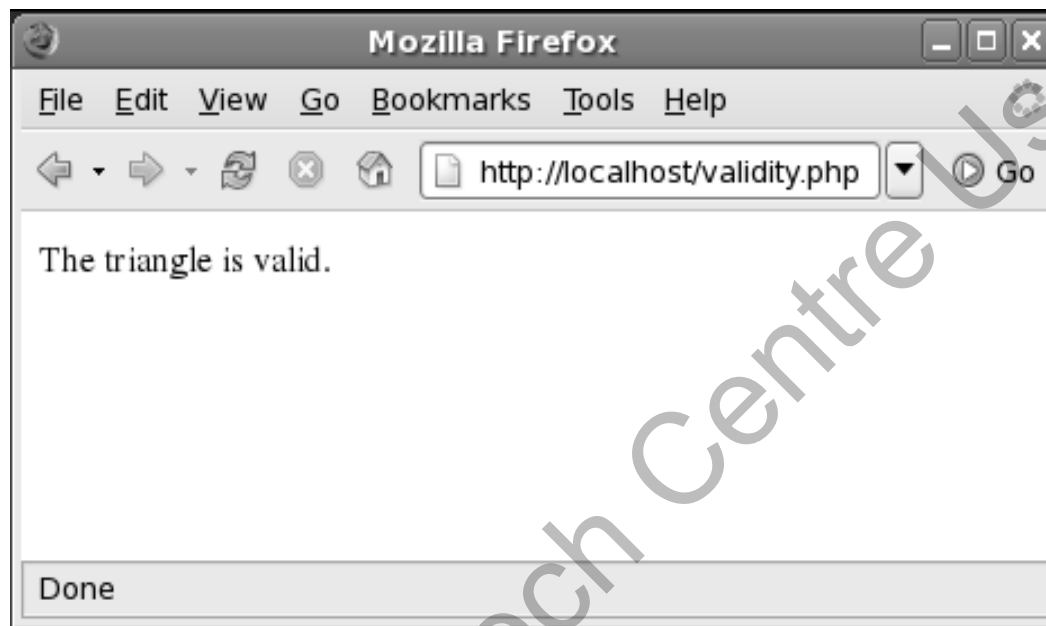 Mozilla Firefox
File Edit View Go Bookmarks Tools Help
http://localhost/validity.php Go
The triangle is valid.
Done
Centre